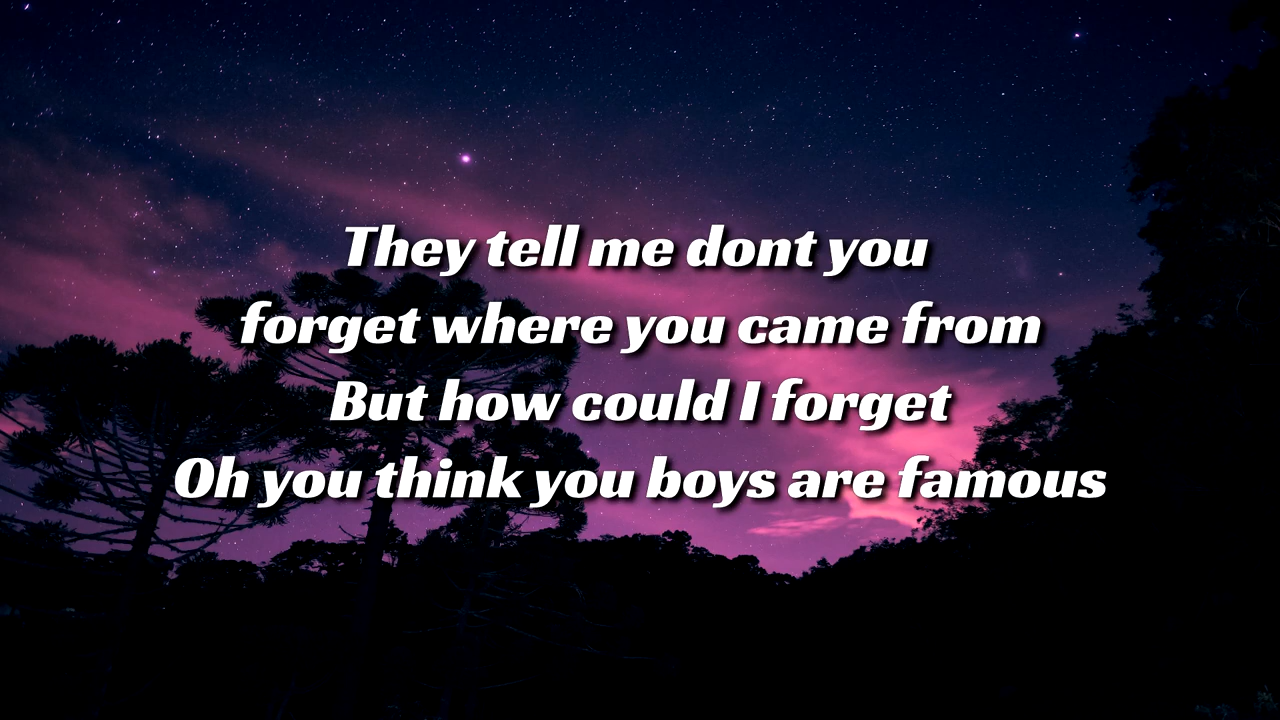 They tell me dont you
forget where you came from
But how could I forget
Oh you think you boys are famous